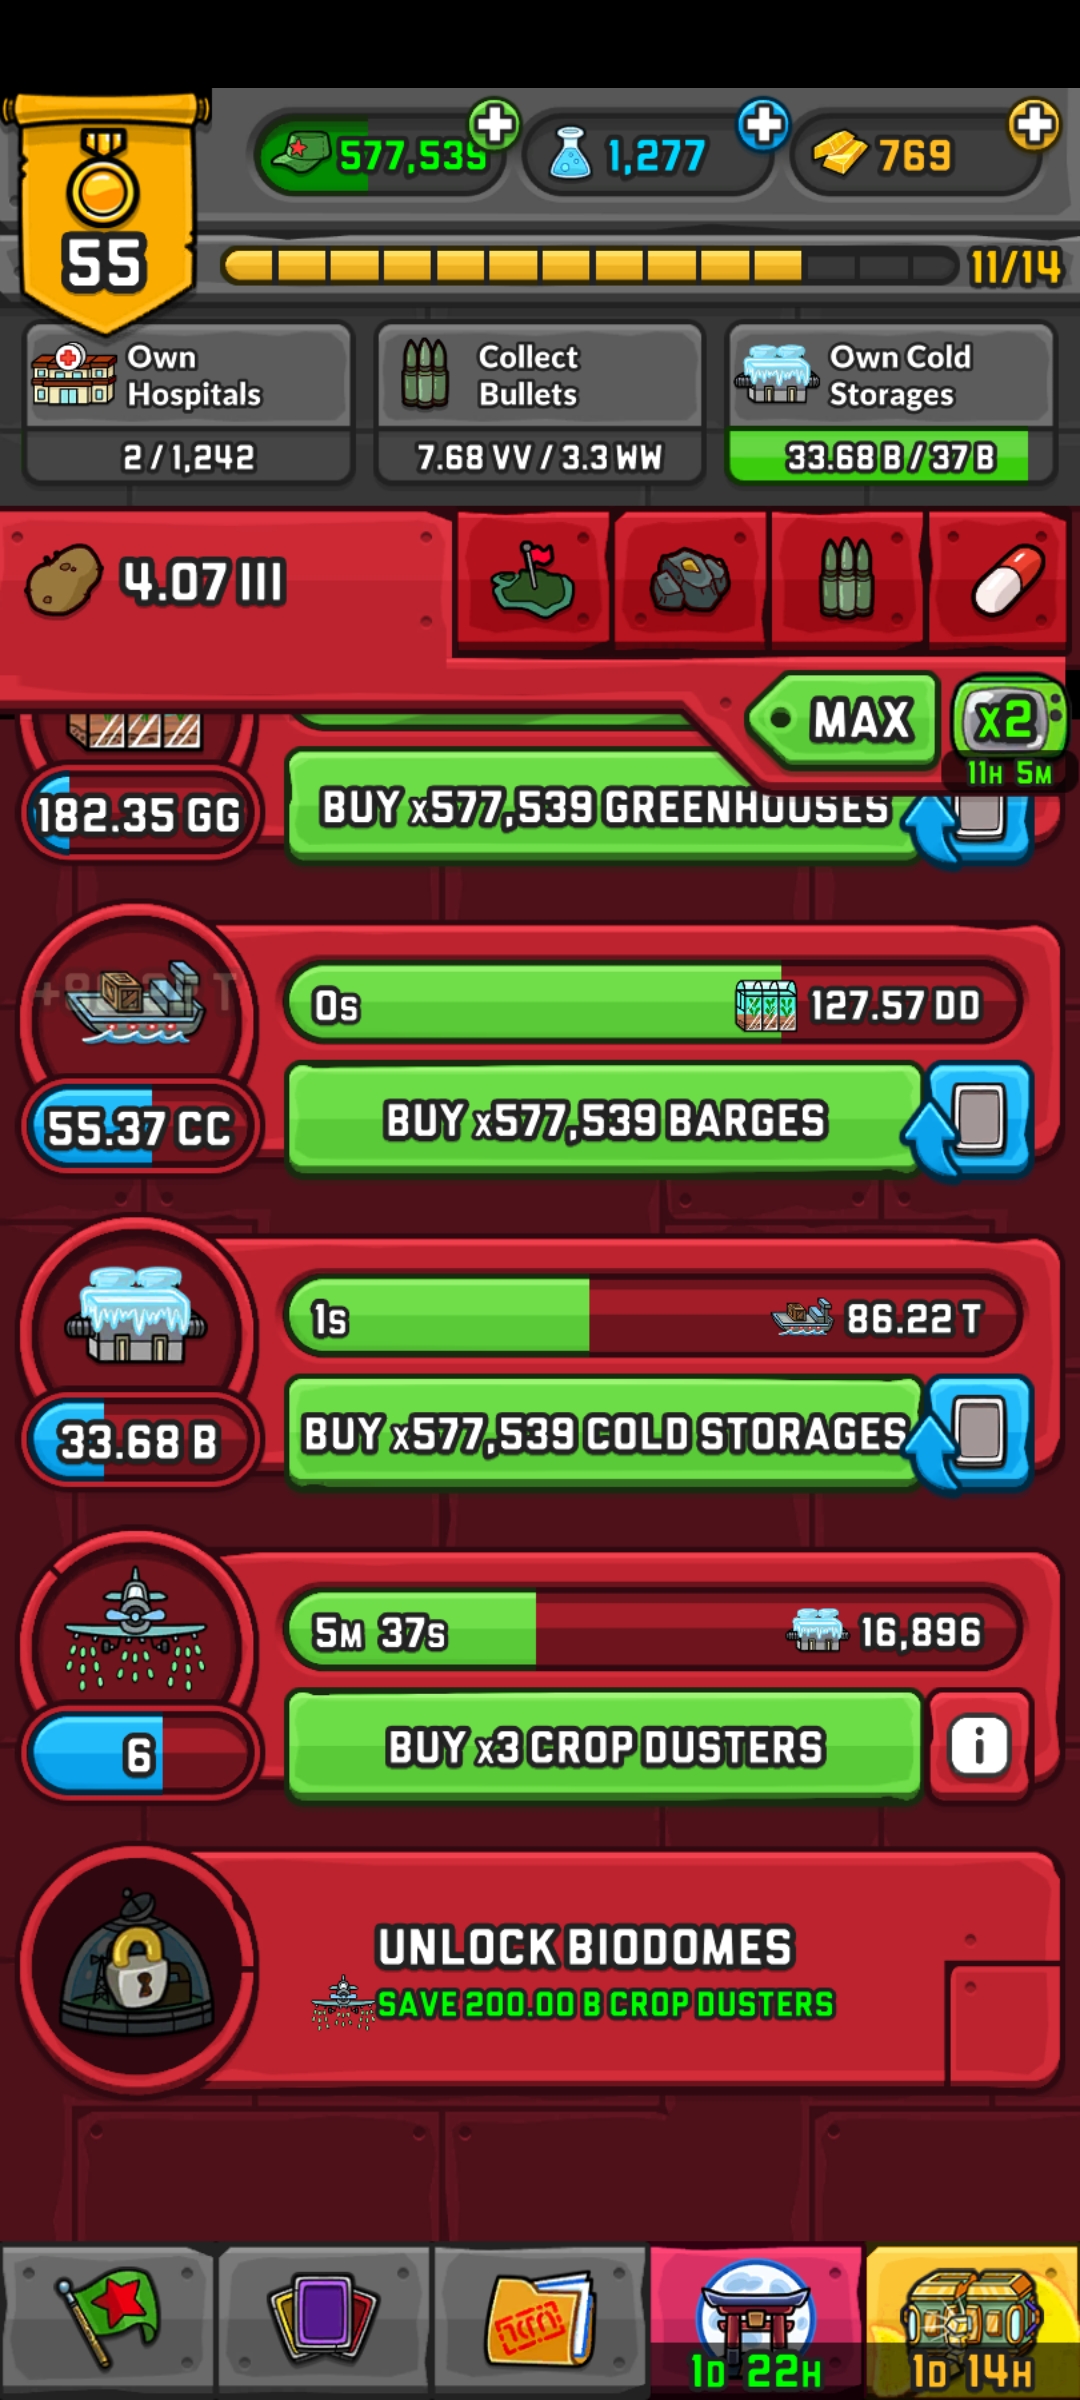 577,539
1,277
769
55
11/14
Own
Hospitals
2 / 1,242
Collect
Bullets
7.68 VV / 3.3 WW
Own Cold
Storages
33.68 B / 37 B
4.07 III
MAX
x2
11H 5M
182.35 GG
BUY x577,539 GREENHOUSES
0s
127.57 DD
55.37 CC
BUY x577,539 BARGES
1s
86.22 T
33.68 B
BUY x577,539 COLD STORAGES
5M 37s
16,896
6
BUY x3 CROP DUSTERS
i
UNLOCK BIODOMES
SAVE 200.00 B CROP DUSTERS
1D 22H
1D 14H